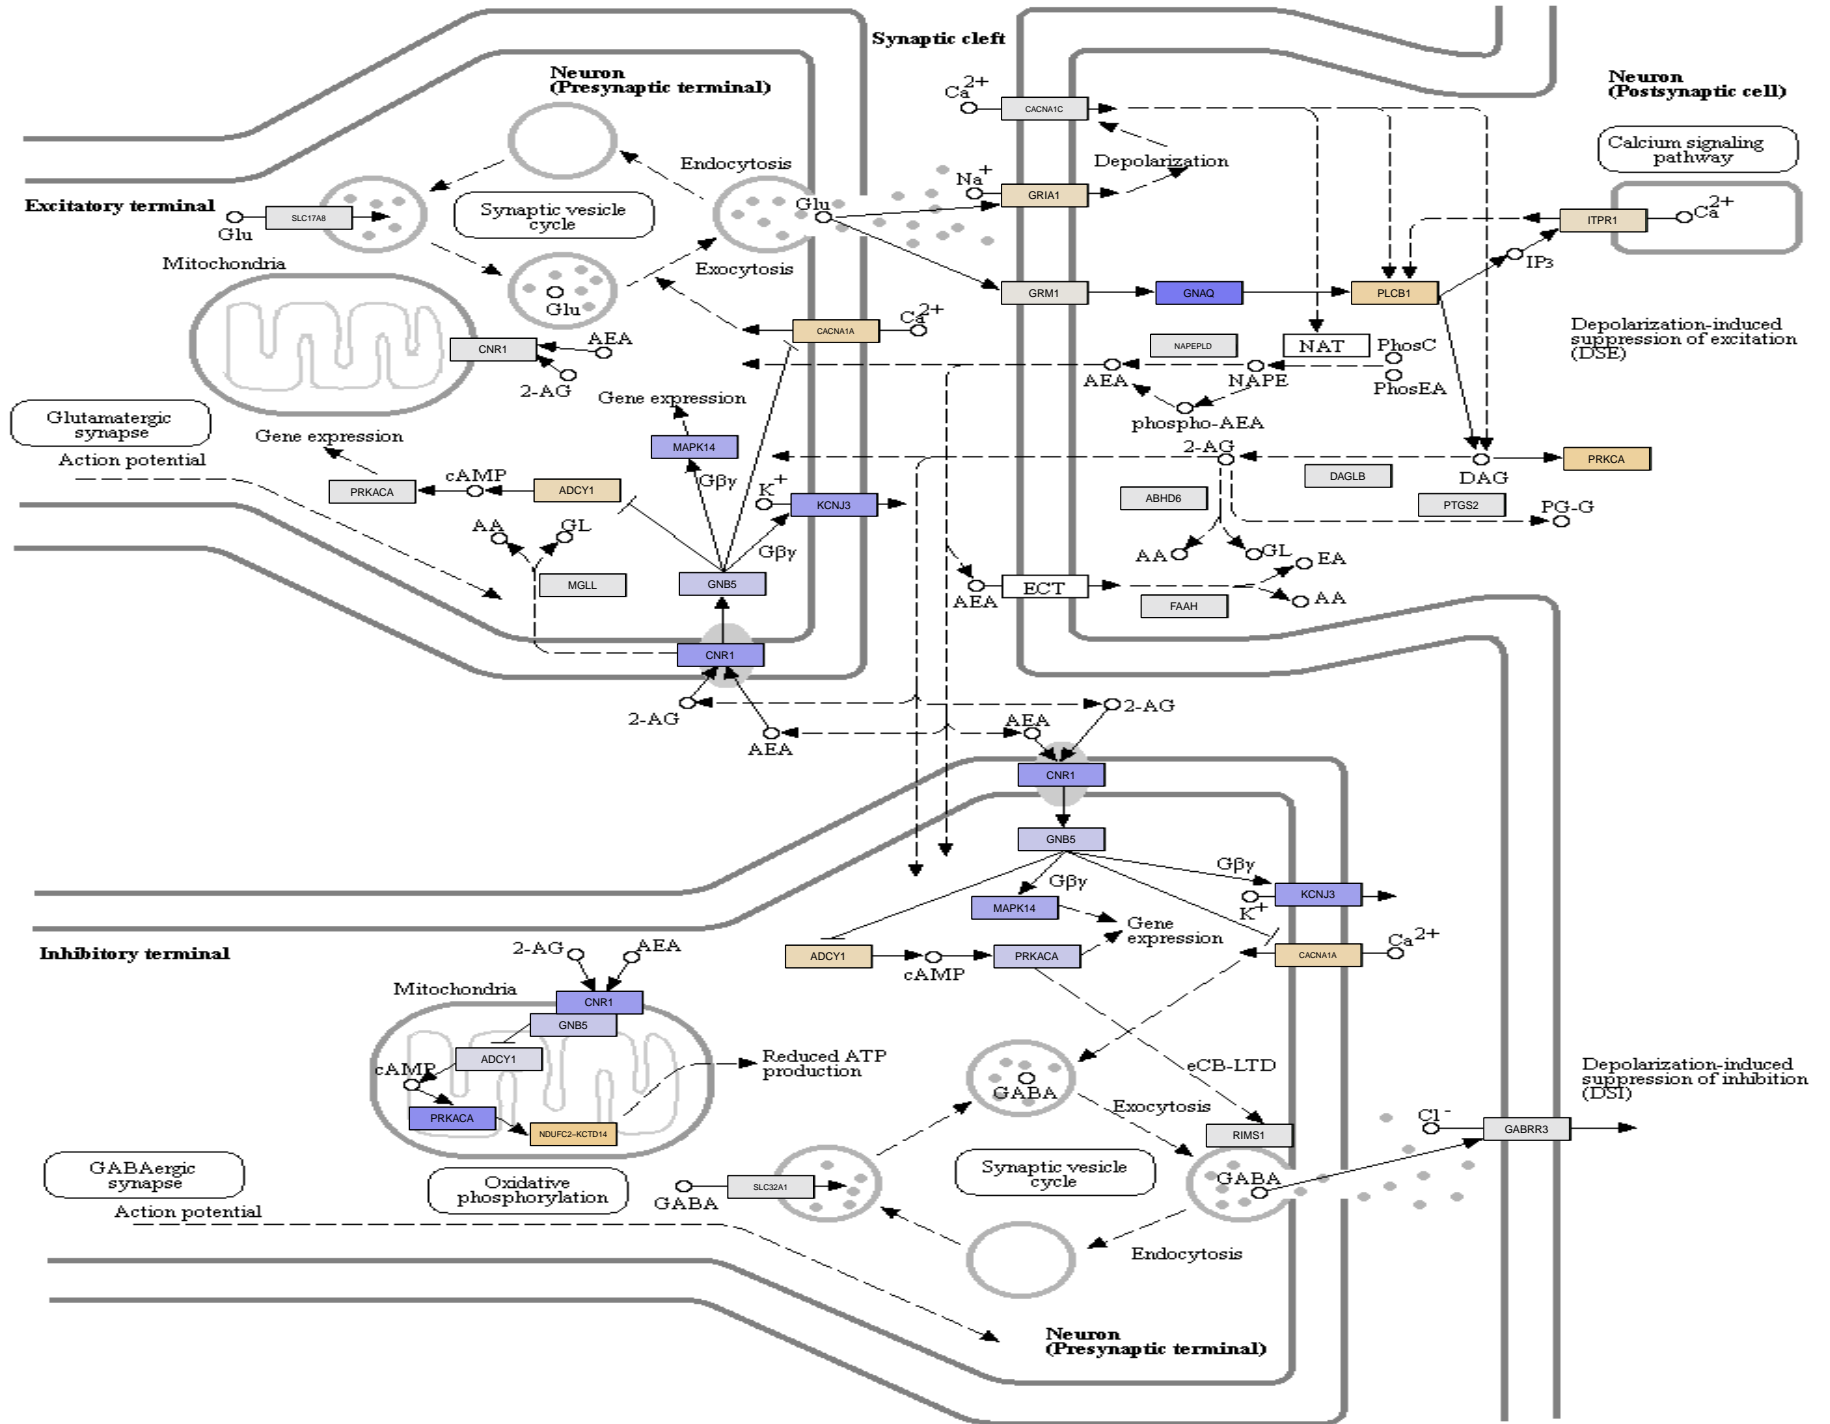 Synaptic cleft
Neuron
(Presynaptic terminal)
Neuron
(Postsynaptic cell)
Ca2+
CACNA1C
Calcium signaling
pathway
Endocytosis
Depolarization
Na+
GRIA1
Excitatory terminal
SLC17A8
Glu
Synaptic vesicle
cycle
Glu
ITPR1
Ca2+
IP3
Mitochondria
Exocytosis
Glu
GRM1
GNAQ
PLCB1
CACNA1A
Ca2+
Depolarization-induced
suppression of excitation
(DSE)
CNR1
AEA
2-AG
NAPEPLD
NAT
PhosC
PhosEA
AEA
NAPE
phospho-AEA
Gene expression
Glutamatergic
synapse
Gene expression
MAPK14
2-AG
DAG
PRKCA
Action potential
PRKACA
cAMP
ADCY1
Gβγ
K+
KCNJ3
DAGLB
ABHD6
PTGS2
PG-G
AA
GL
Gβγ
AA
GL
EA
MGLL
GNB5
AEA
ECT
FAAH
AA
CNR1
2-AG
AEA
AEA
2-AG
CNR1
GNB5
Gβγ
Gβγ
KCNJ3
K+
MAPK14
Gene
expression
Inhibitory terminal
2-AG
AEA
ADCY1
cAMP
PRKACA
CACNA1A
Ca2+
Mitochondria
CNR1
GNB5
ADCY1
cAMP
Reduced ATP
production
PRKACA
NDUFC2-KCTD14
GABA
eCB-LTD
Exocytosis
RIMS1
Depolarization-induced
suppression of inhibition
(DSI)
Cl-
GABRR3
GABAergic
synapse
Oxidative
phosphorylation
GABA
SLC32A1
Synaptic vesicle
cycle
GABA
Action potential
Endocytosis
Neuron
(Presynaptic terminal)